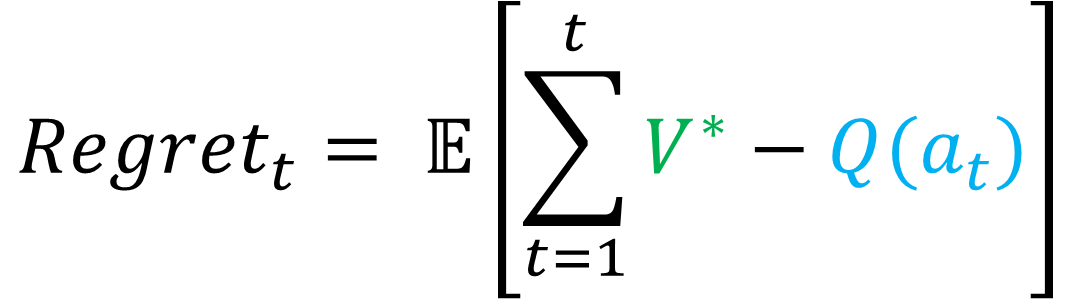 Regret_t = 𝔼[∑_{t=1}^{t} V* − Q(a_t)]